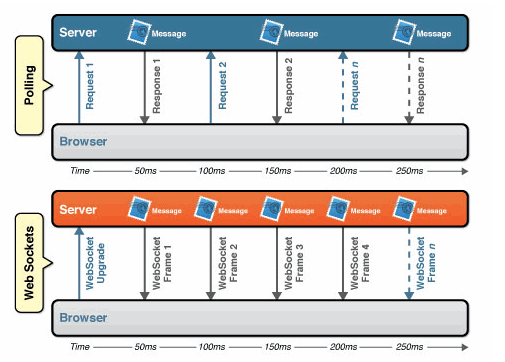 Polling
Server
Message
Message
Message
Request 1
Response 1
Request 2
Response 2
Request n
Response n
Browser
Time
50ms
100ms
150ms
200ms
250ms
Web Sockets
Server
Message
Message
Message
Message
Message
WebSocket
Upgrade
WebSocket
Frame 1
WebSocket
Frame 2
WebSocket
Frame 3
WebSocket
Frame 4
WebSocket
Frame n
Browser
Time
50ms
100ms
150ms
200ms
250ms